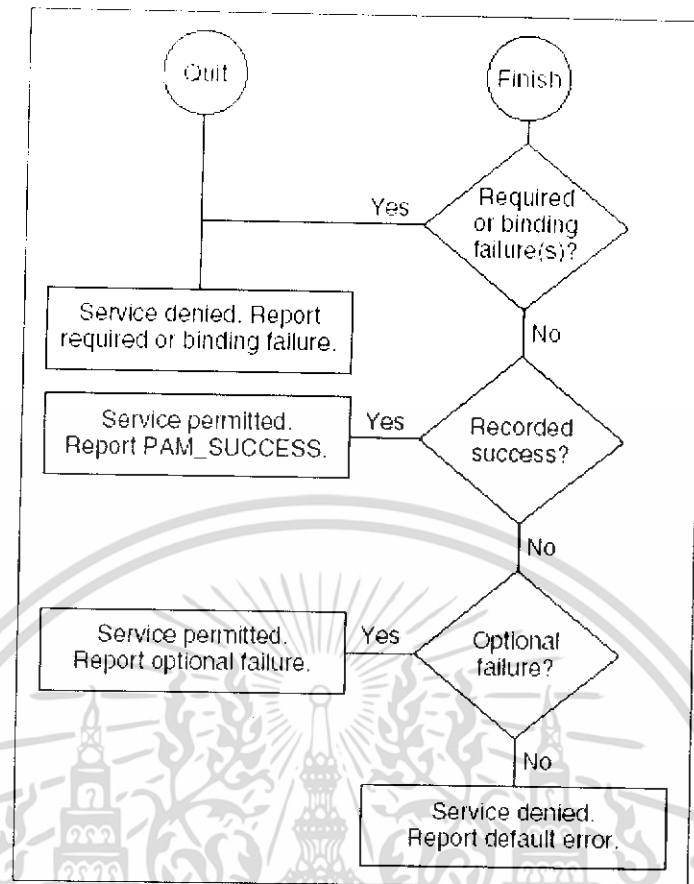 Quit
Finish
Required
or binding
failure(s)?
Yes
Service denied. Report
required or binding failure.
No
Service permitted.
Report PAM_SUCCESS.
Yes
Recorded
success?
No
Service permitted.
Report optional failure.
Yes
Optional
failure?
No
Service denied.
Report default error.